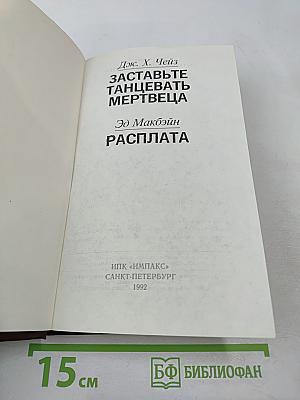 Дж. Х. Чейз
ЗАСТАВЬТЕ
ТАНЦЕВАТЬ
МЕРТВЕЦА
Эд Макбэйн
РАСПЛАТА
ИПК «ИМПАКС»
САНКТ-ПЕТЕРБУРГ
1992
15 см
БФ БИБЛИОФАН